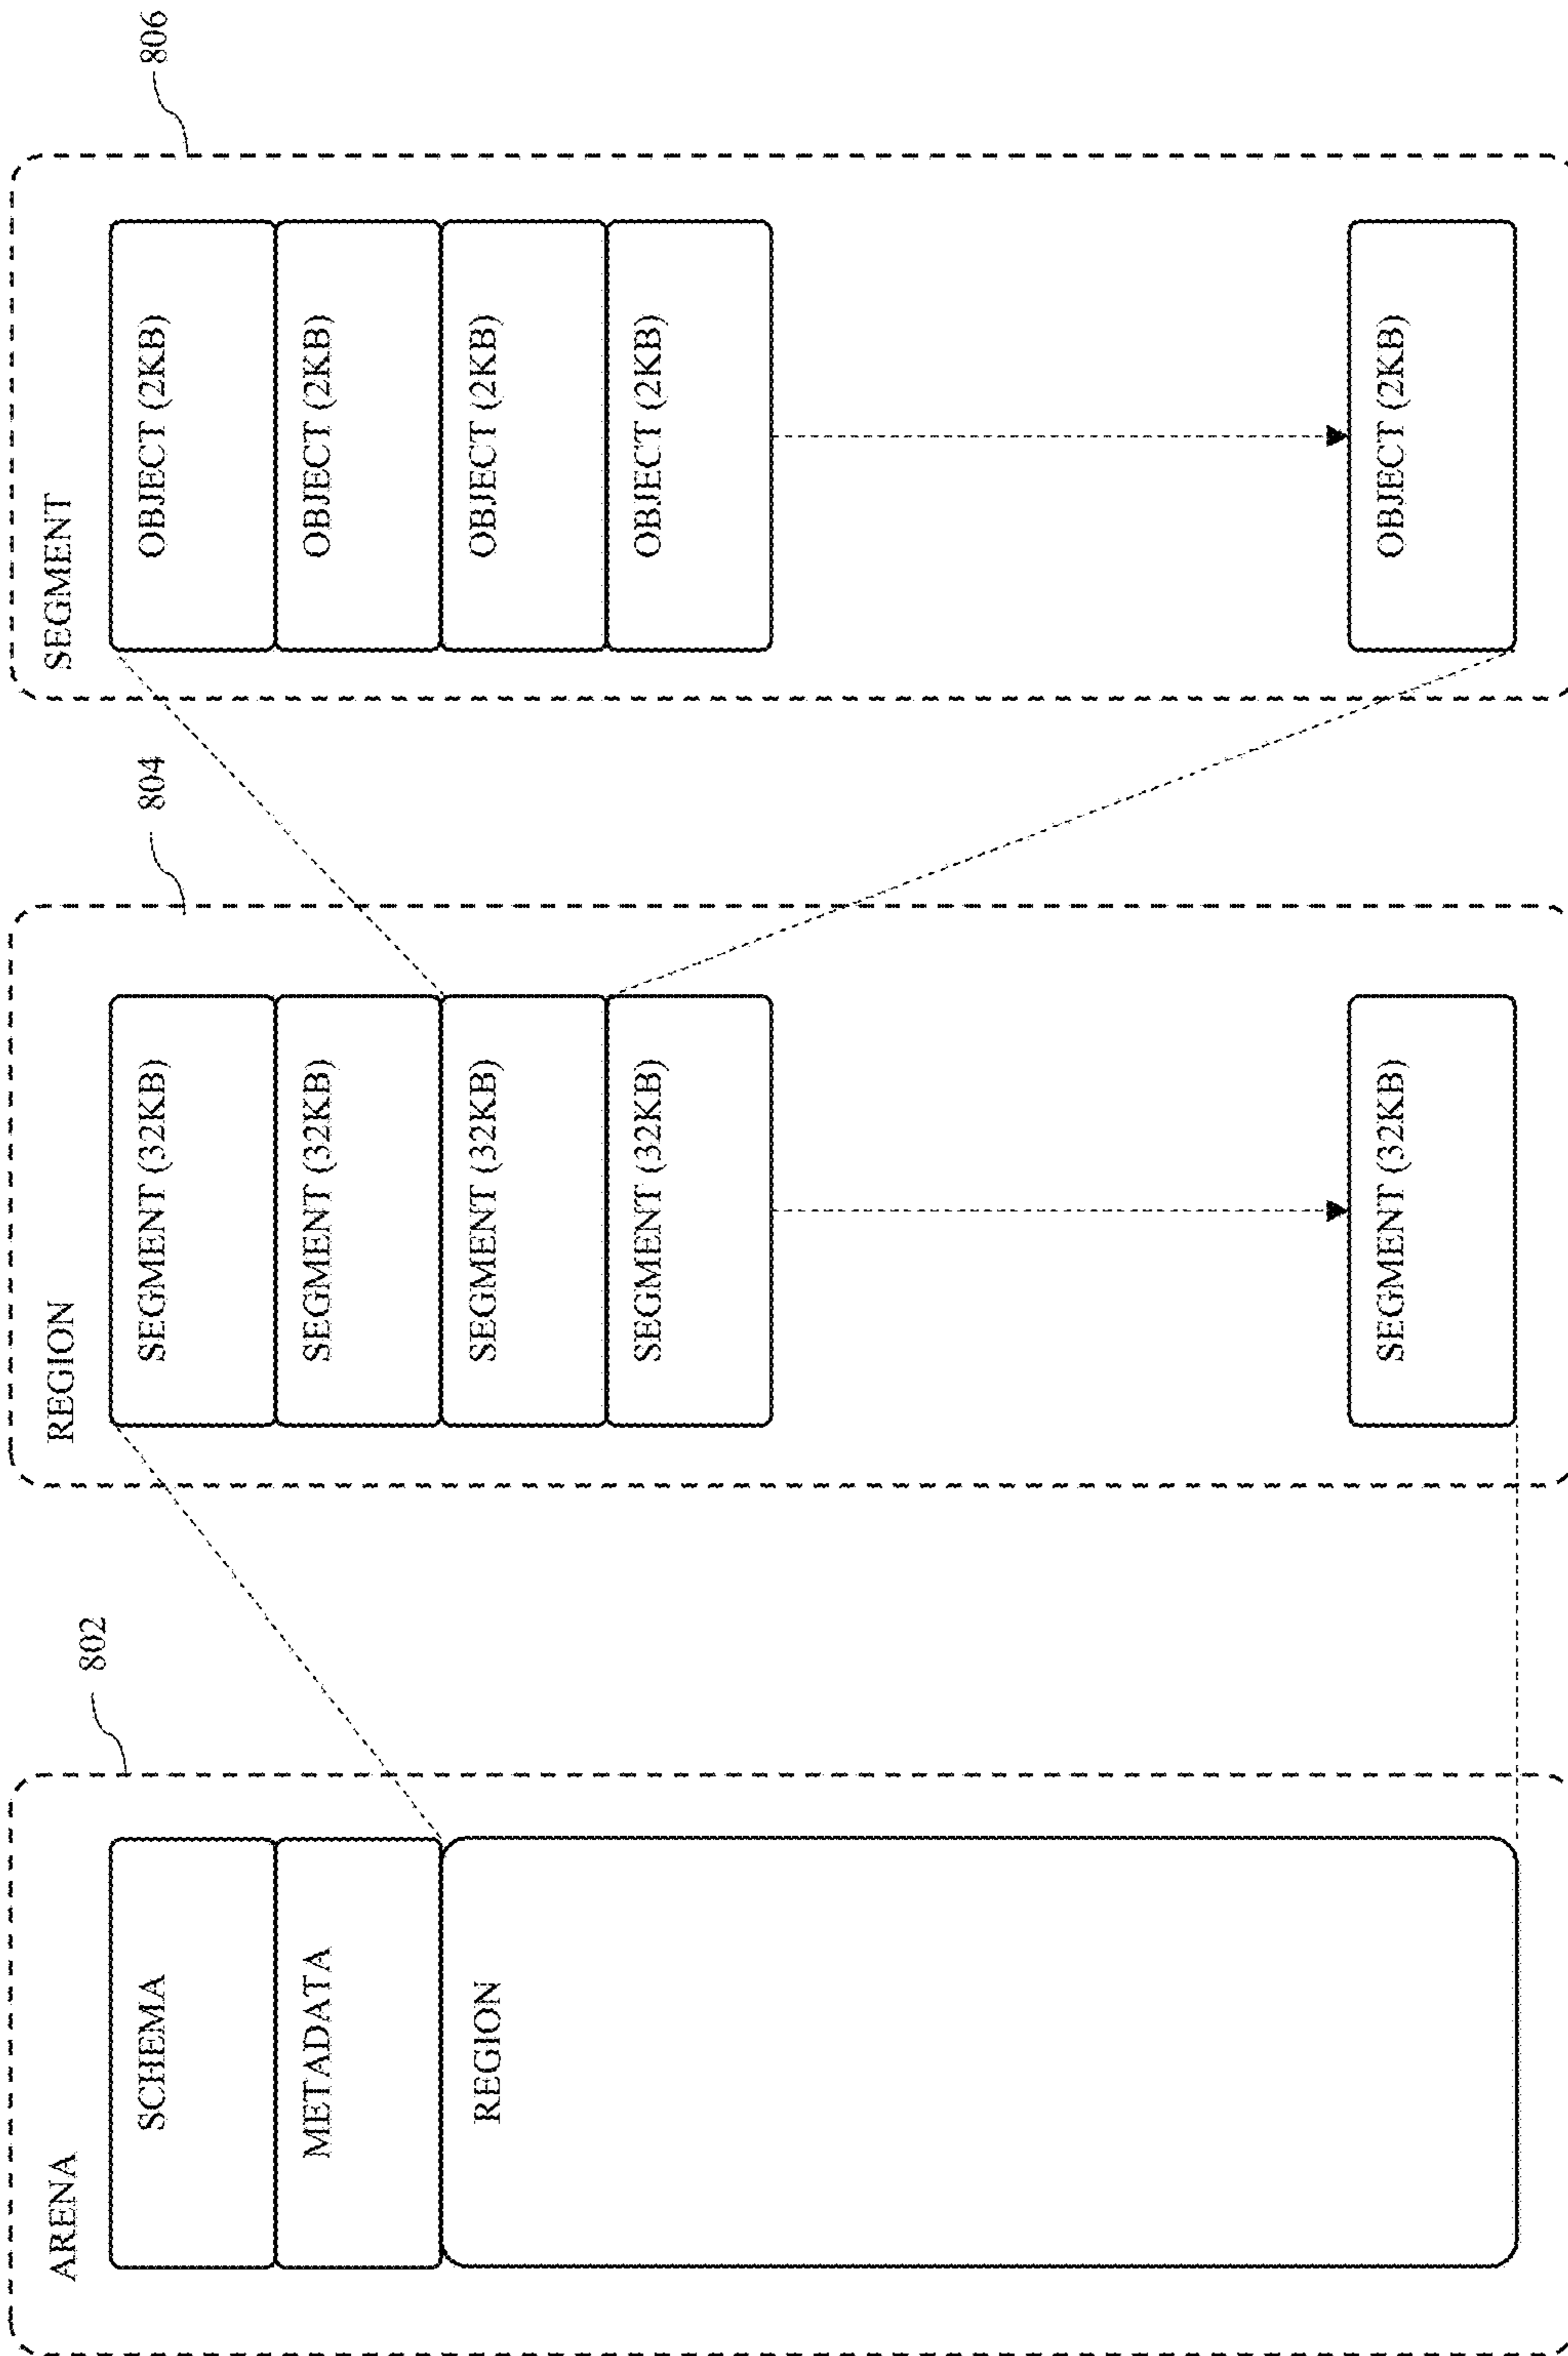 ARENA
802
SCHEMA
METADATA
REGION
REGION
804
SEGMENT (32KB)
SEGMENT (32KB)
SEGMENT (32KB)
SEGMENT (32KB)
SEGMENT (32KB)
SEGMENT
806
OBJECT (2KB)
OBJECT (2KB)
OBJECT (2KB)
OBJECT (2KB)
OBJECT (2KB)